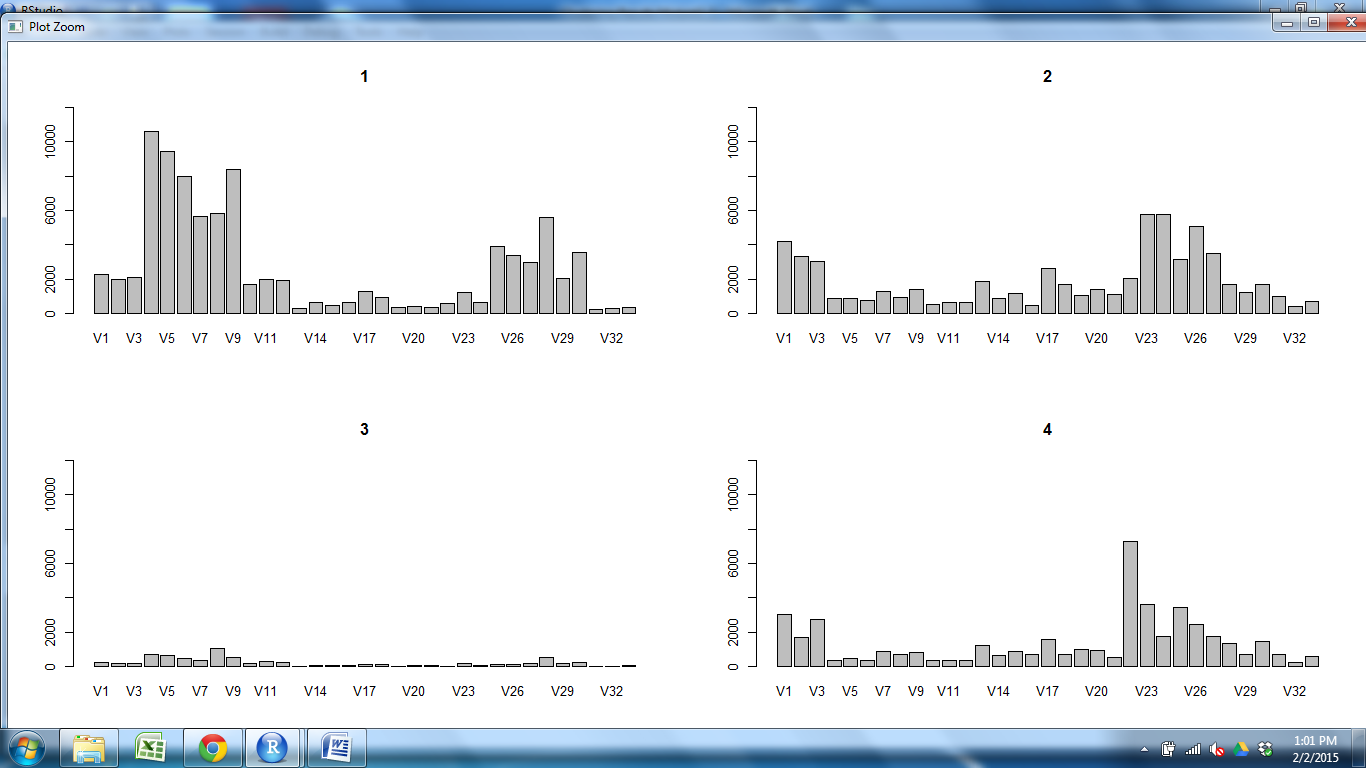 RStudio
Plot Zoom
1
0 2000 6000 10000
V1 V3 V5 V7 V9 V11 V14 V17 V20 V23 V26 V29 V32
2
0 2000 6000 10000
V1 V3 V5 V7 V9 V11 V14 V17 V20 V23 V26 V29 V32
3
0 2000 6000 10000
V1 V3 V5 V7 V9 V11 V14 V17 V20 V23 V26 V29 V32
4
0 2000 6000 10000
V1 V3 V5 V7 V9 V11 V14 V17 V20 V23 V26 V29 V32
R
W
1:01 PM
2/2/2015